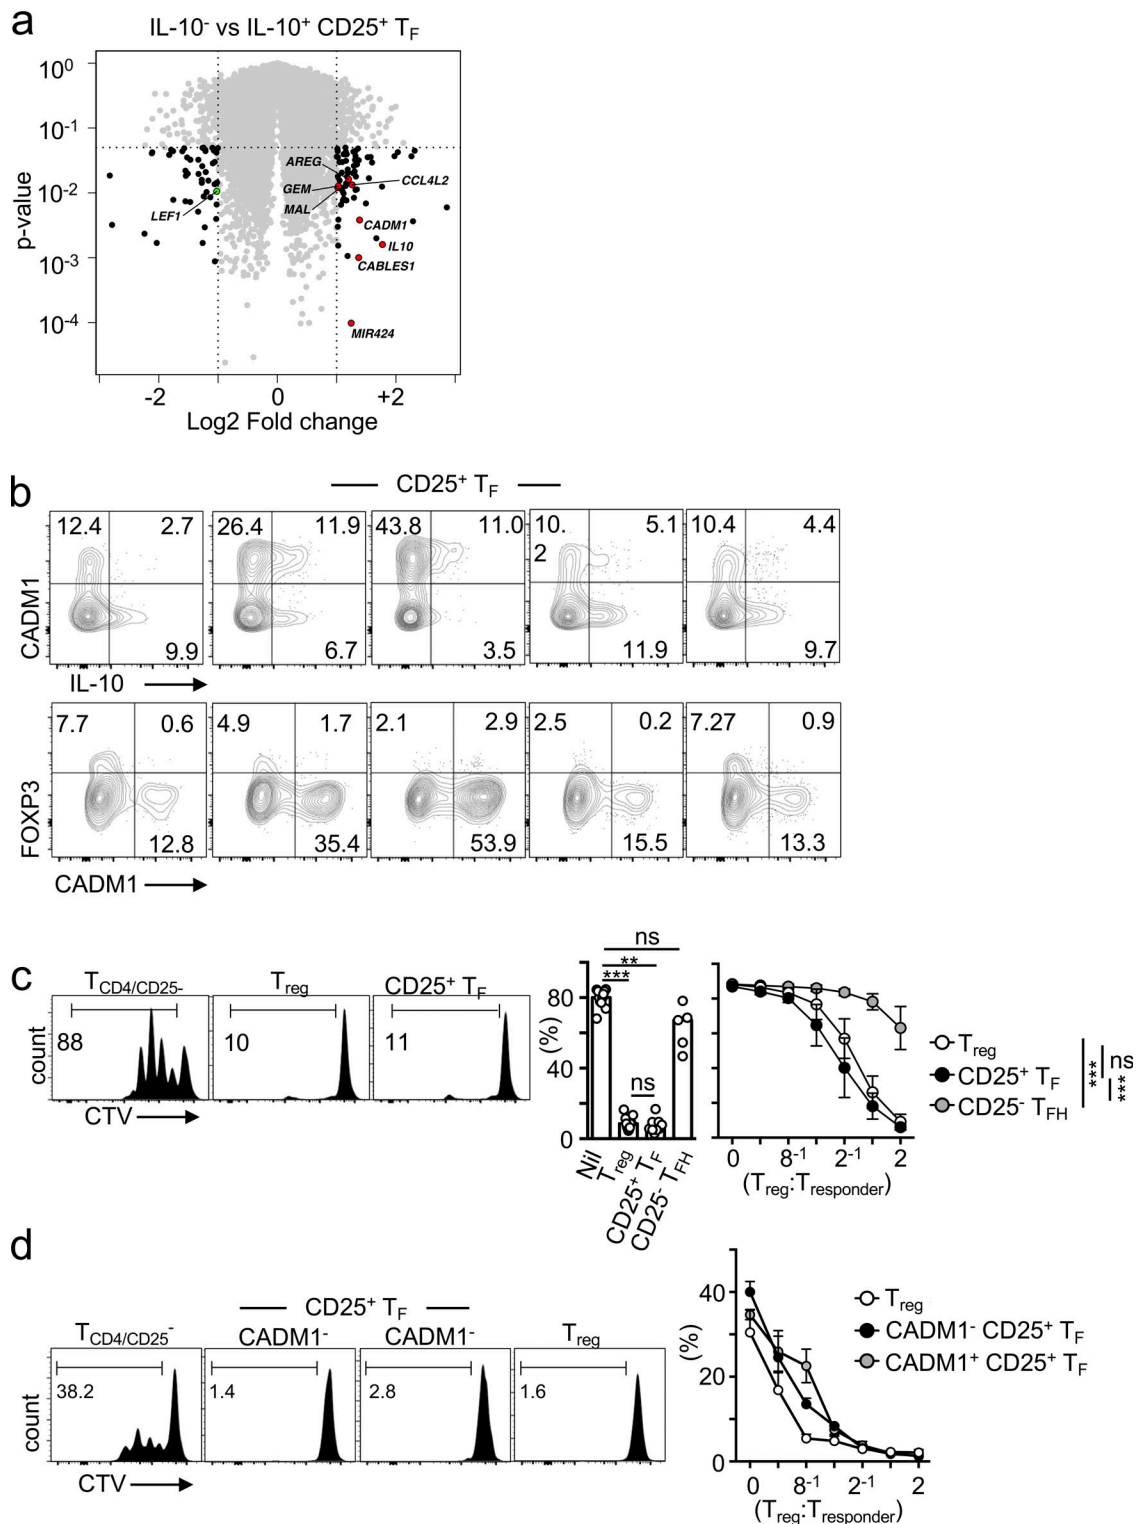 a
IL-10⁻ vs IL-10⁺ CD25⁺ T_F
10⁰
10⁻¹
10⁻²
10⁻³
10⁻⁴
p-value
AREG
GEM
MAL
CCL4L2
LEF1
CADM1
IL10
CABLES1
MIR424
-2 0 +2
Log2 Fold change
b
CD25⁺ T_F
12.4 2.7 26.4 11.9 43.8 11.0 10. 5.1 10.4 4.4
2
CADM1
9.9 6.7 3.5 11.9 9.7
IL-10
7.7 0.6 4.9 1.7 2.1 2.9 2.5 0.2 7.27 0.9
FOXP3
12.8 35.4 53.9 15.5 13.3
CADM1
c
T_CD4/CD25- T_reg CD25⁺ T_F
88 10 11
count
CTV
ns
**
***
ns
80
40
0
(%)
Nil
T_reg
CD25⁺ T_F
CD25⁻ T_FH
T_reg
CD25⁺ T_F
CD25⁻ T_FH
*** ns
***
0 8⁻¹ 2⁻¹ 2
(T_reg:T_responder)
d
CD25⁺ T_F
T_CD4/CD25⁻ CADM1⁻ CADM1⁻ T_reg
38.2 1.4 2.8 1.6
count
CTV
40
20
0
(%)
T_reg
CADM1⁻ CD25⁺ T_F
CADM1⁺ CD25⁺ T_F
0 8⁻¹ 2⁻¹ 2
(T_reg:T_responder)